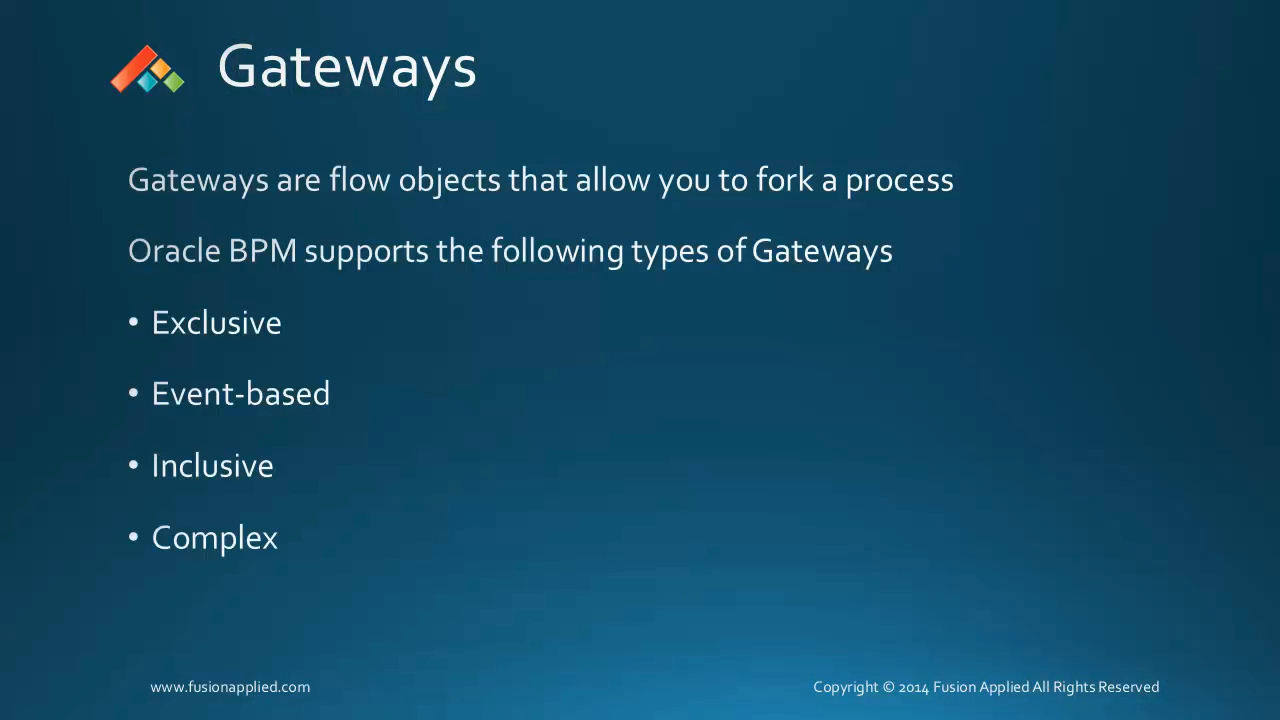 Gateways
Gateways are flow objects that allow you to fork a process
Oracle BPM supports the following types of Gateways
• Exclusive
• Event-based
• Inclusive
• Complex
www.fusionapplied.com
Copyright © 2014 Fusion Applied All Rights Reserved